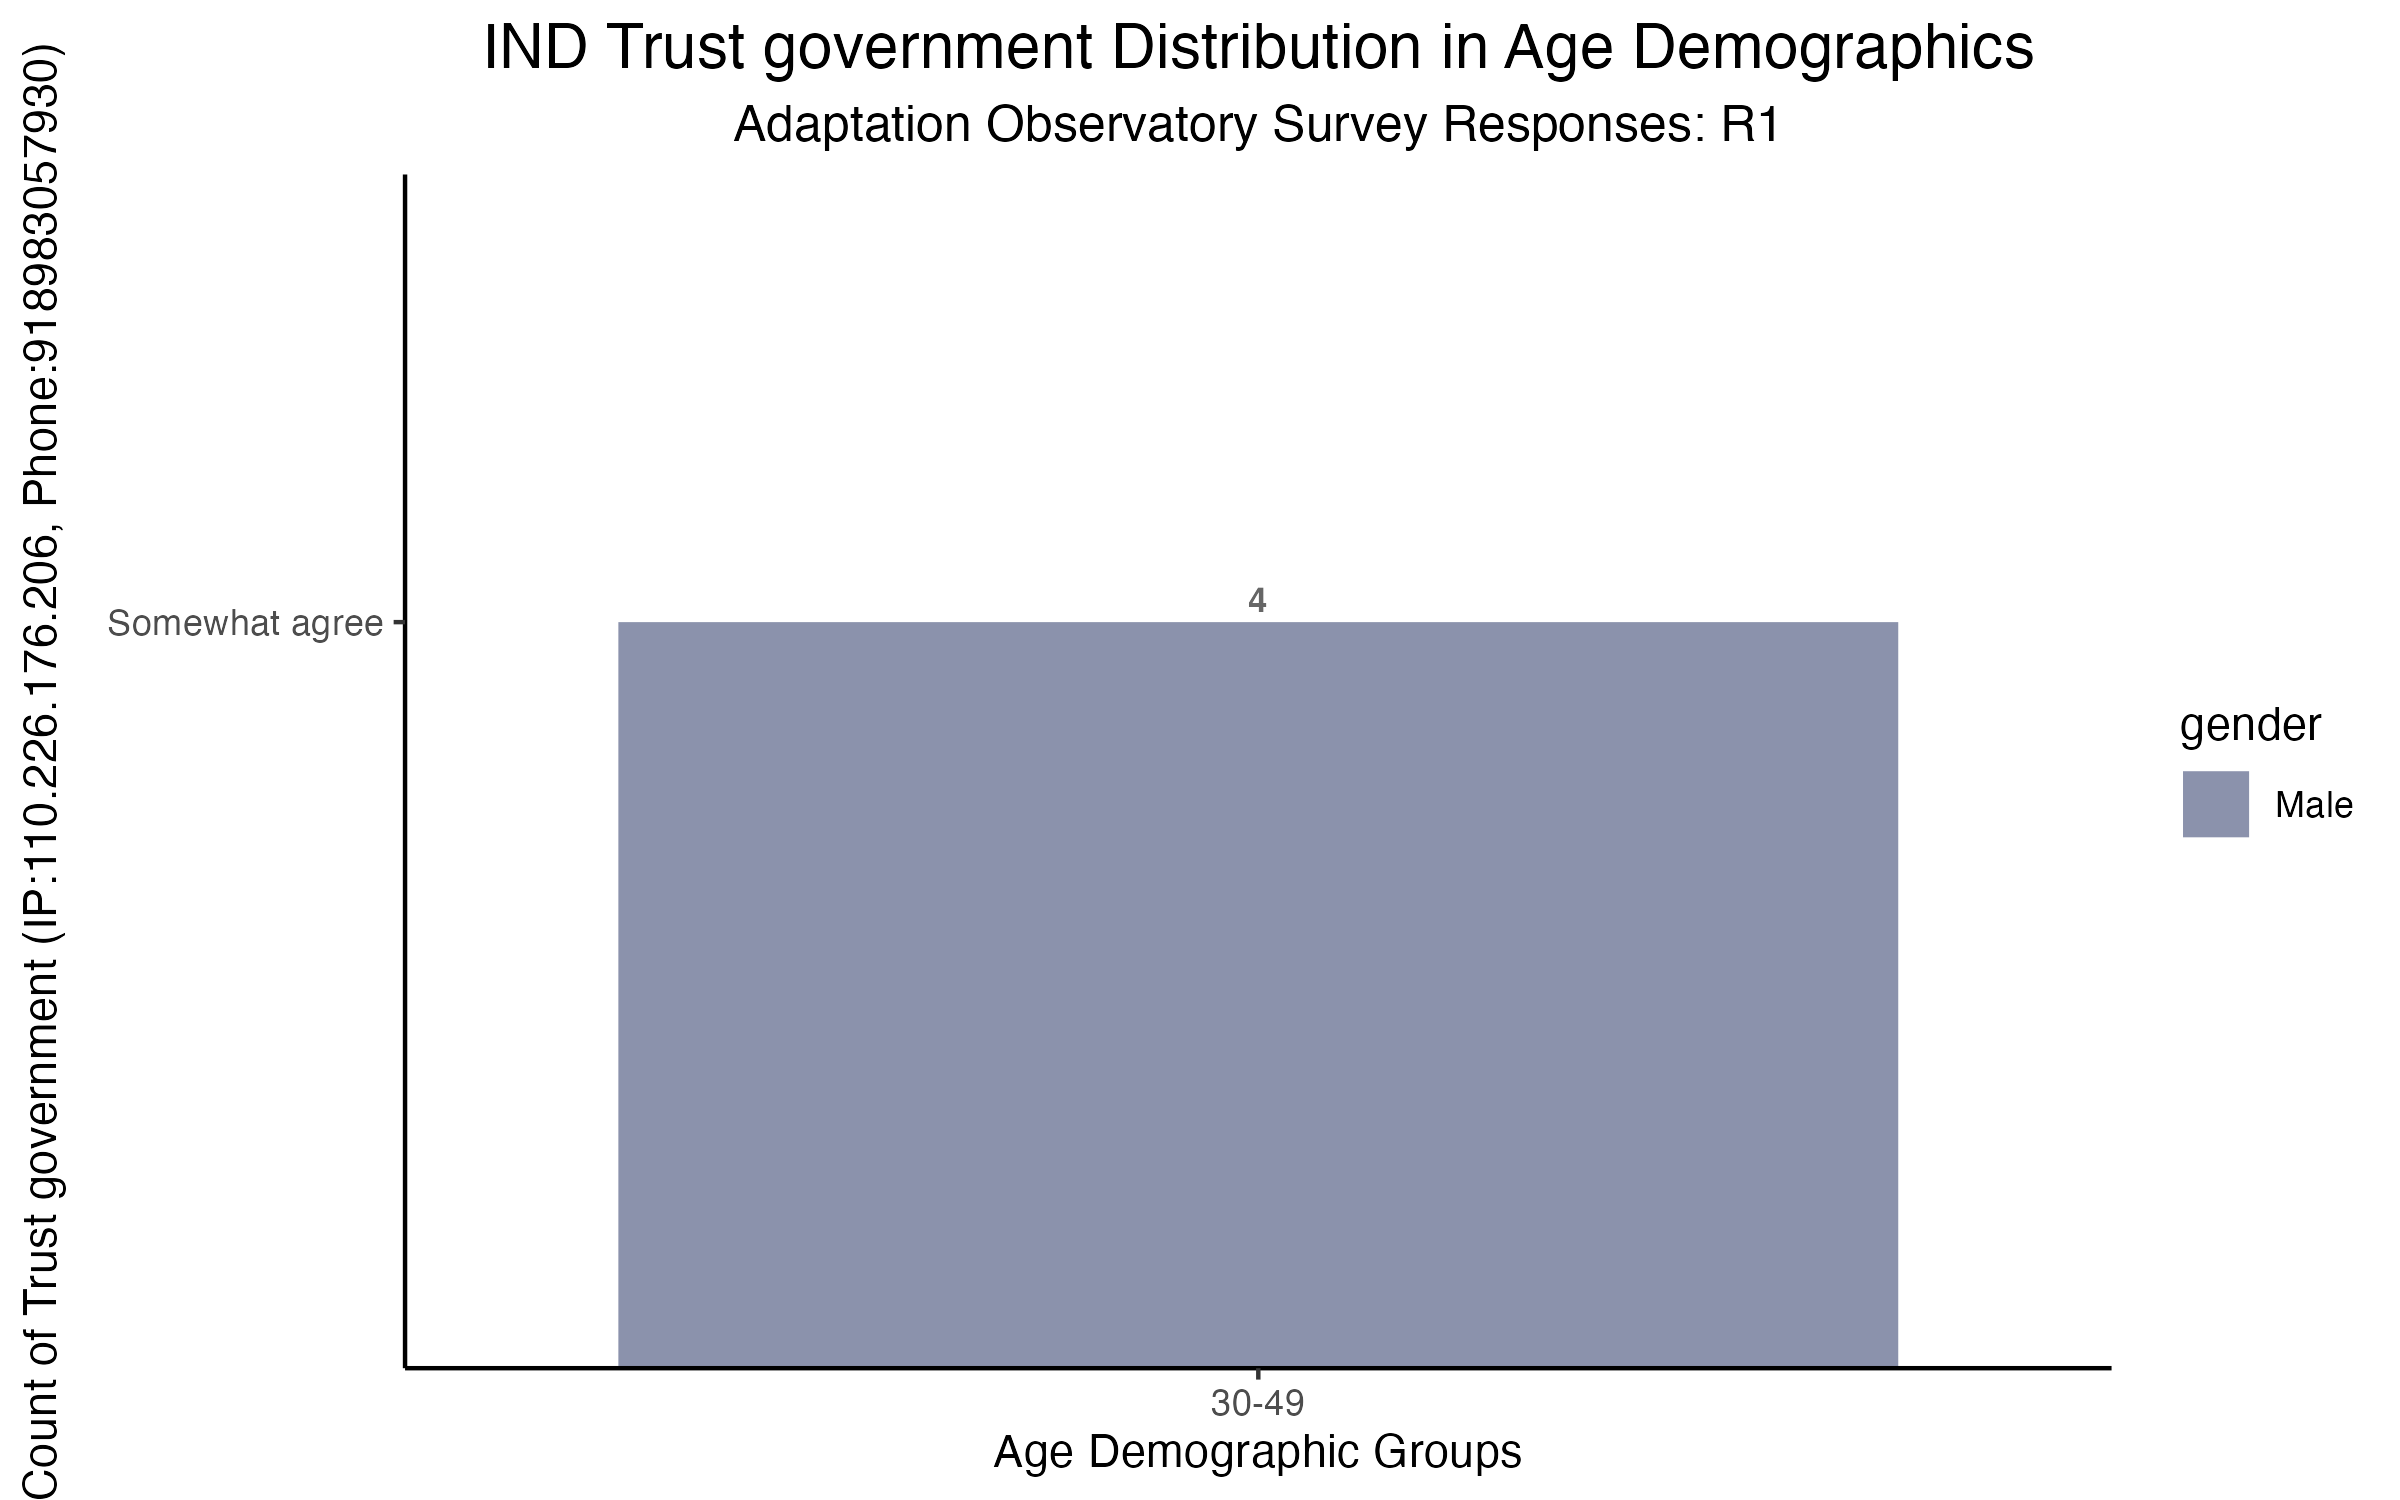 IND Trust government Distribution in Age Demographics
Adaptation Observatory Survey Responses: R1
Count of Trust government (IP:110.226.176.206, Phone:918983057930)
Somewhat agree
4
30-49
Age Demographic Groups
gender
Male